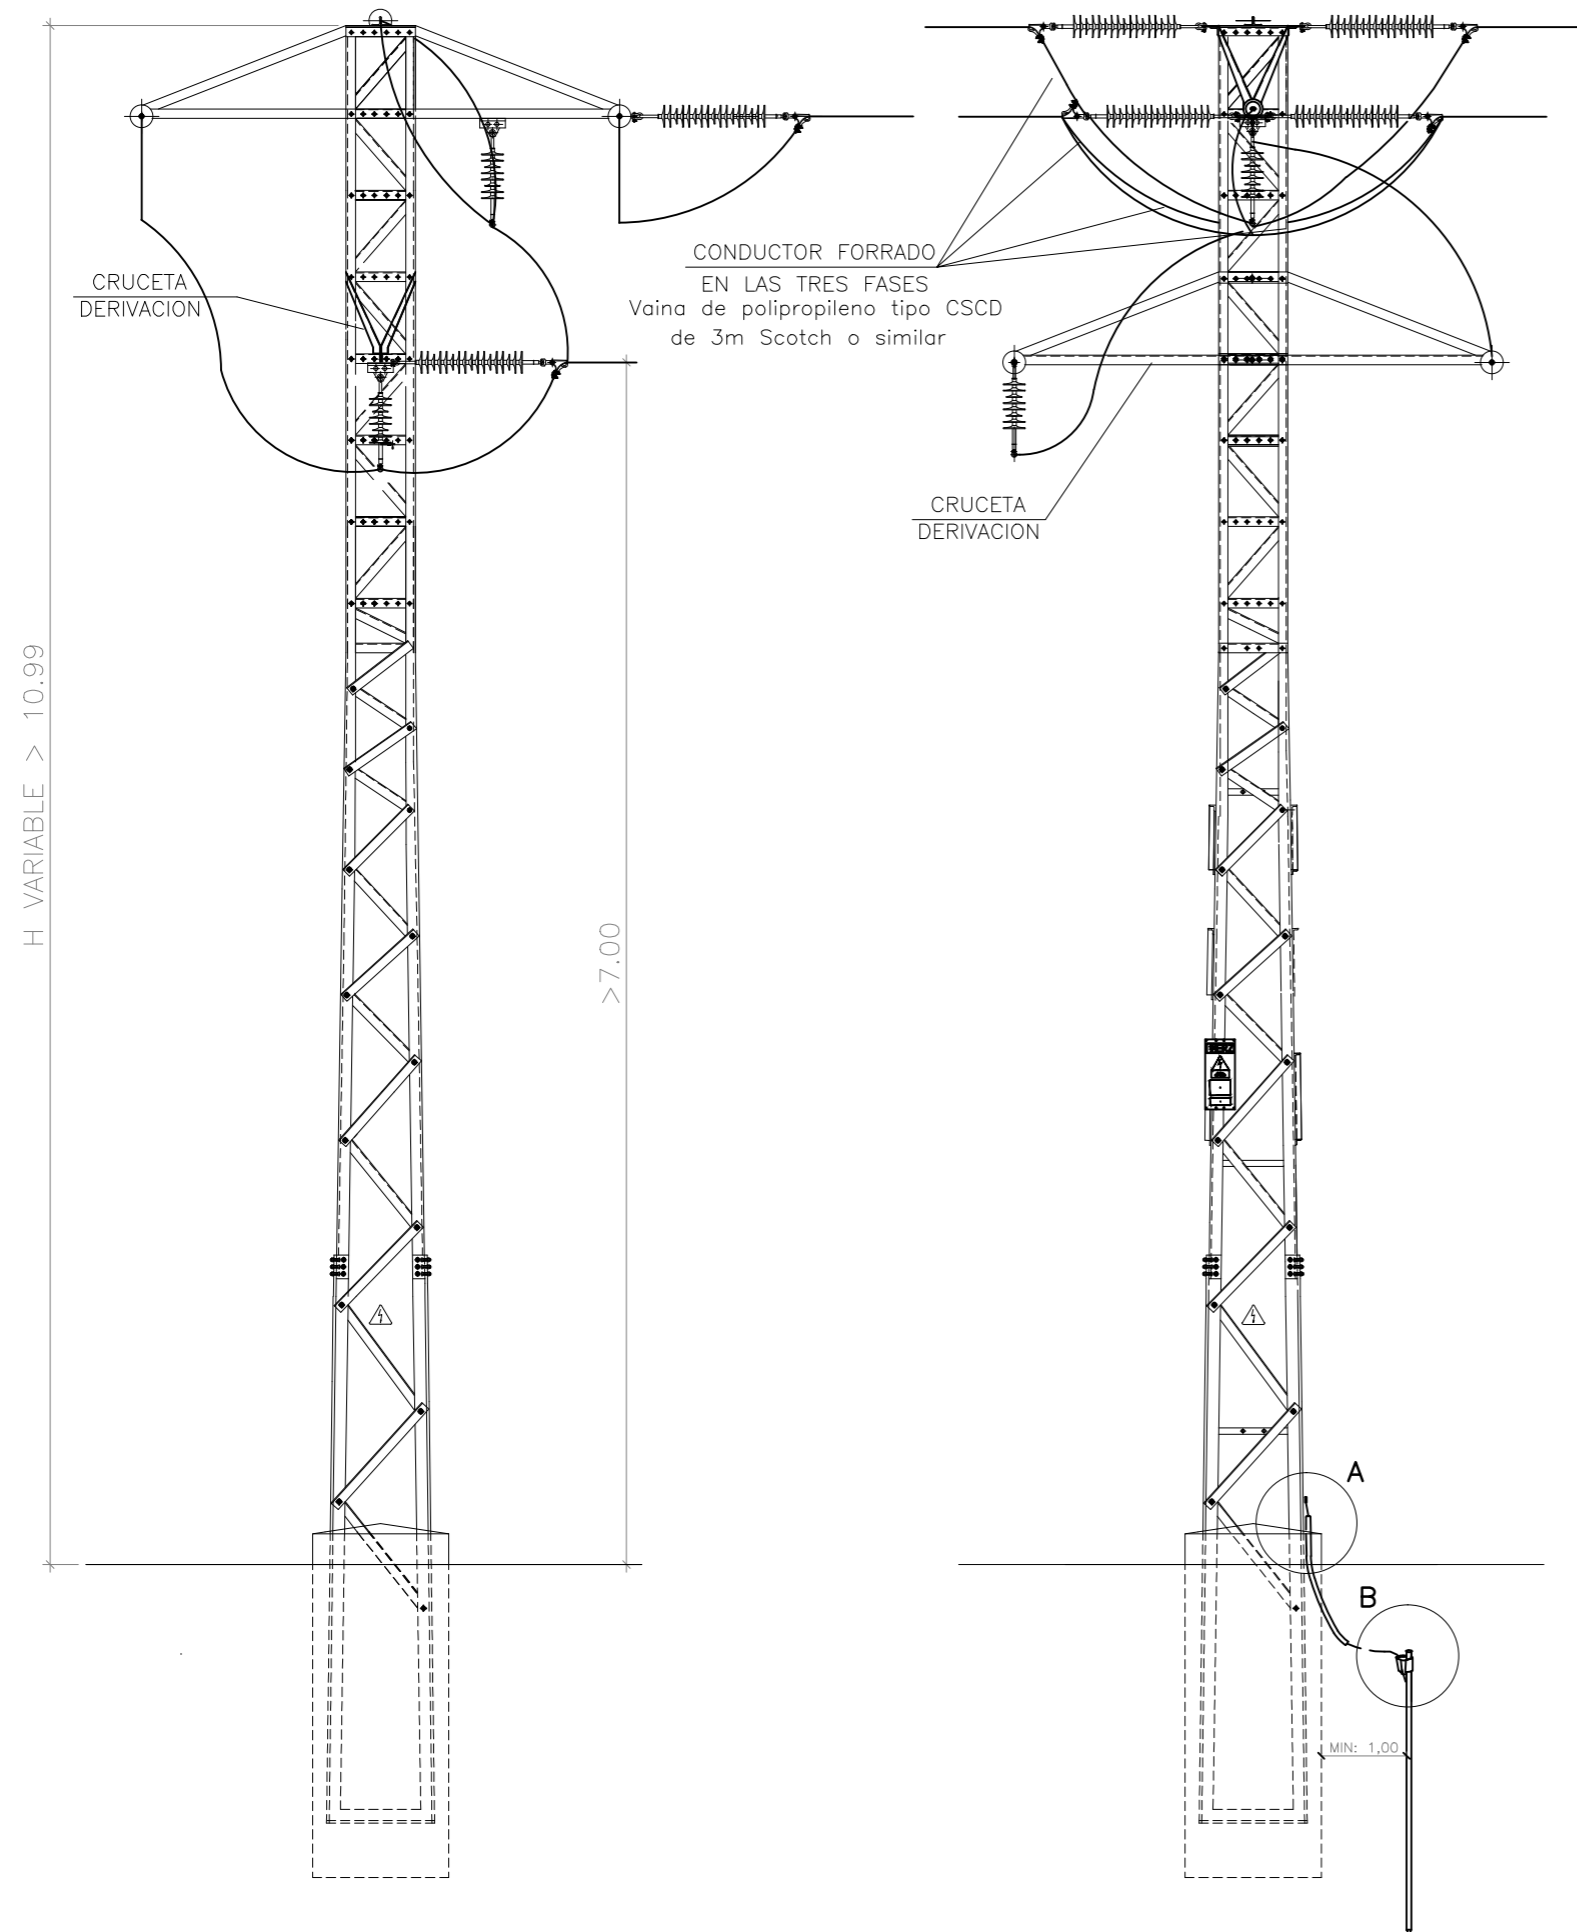 CRUCETA
DERIVACION
CONDUCTOR FORRADO
EN LAS TRES FASES
Vaina de polipropileno tipo CSCD
de 3m Scotch o similar
CRUCETA
DERIVACION
H VARIABLE > 10.99
>7.00
A
B
MIN: 1,00